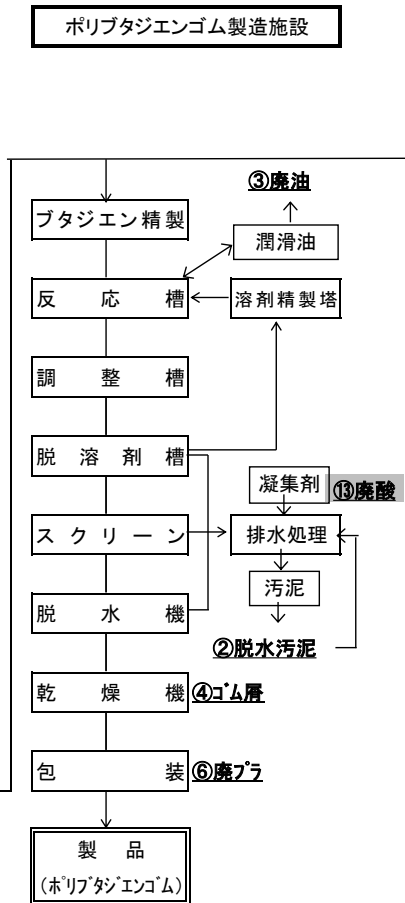 ポリブタジエンゴム製造施設
③廃油
ブタジエン精製
潤滑油
反応槽
溶剤精製塔
調整槽
脱溶剤槽
凝集剤
⑬廃酸
スクリーン
排水処理
汚泥
脱水機
②脱水汚泥
乾燥機
④ゴム屑
包装
⑥廃プラ
製品
(ポリブタジエンゴム)